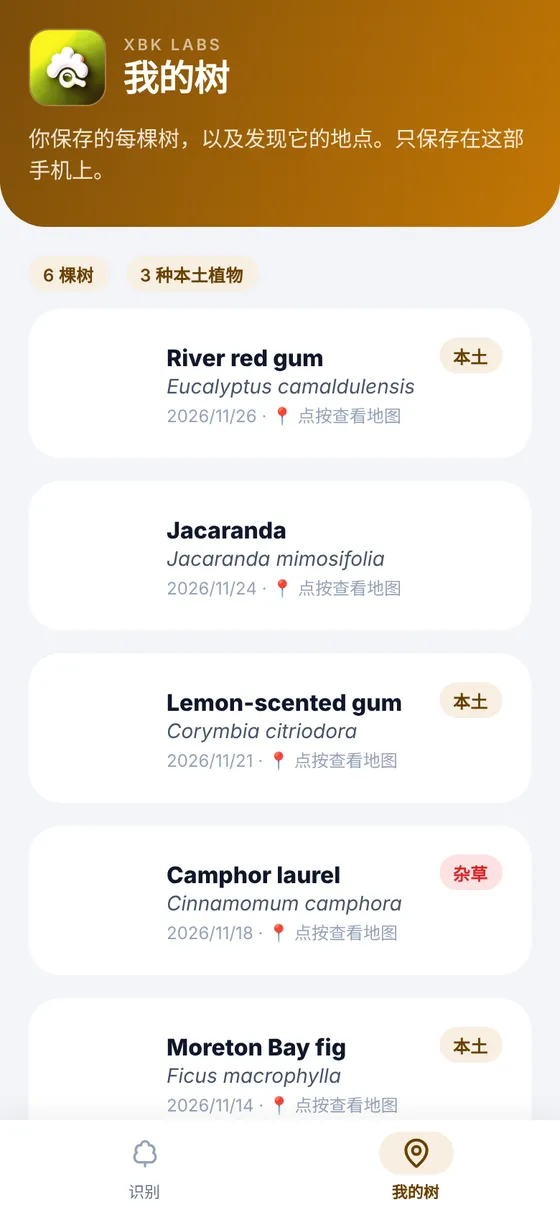 XBK LABS
我的树
你保存的每棵树，以及发现它的地点。只保存在这部
手机上。
6 棵树
3 种本土植物
River red gum
本土
Eucalyptus camaldulensis
2026/11/26 · 📍 点按查看地图
Jacaranda
Jacaranda mimosifolia
2026/11/24 · 📍 点按查看地图
Lemon-scented gum
本土
Corymbia citriodora
2026/11/21 · 📍 点按查看地图
Camphor laurel
杂草
Cinnamomum camphora
2026/11/18 · 📍 点按查看地图
Moreton Bay fig
本土
Ficus macrophylla
2026/11/14 · 📍 点按查看地图
识别
我的树